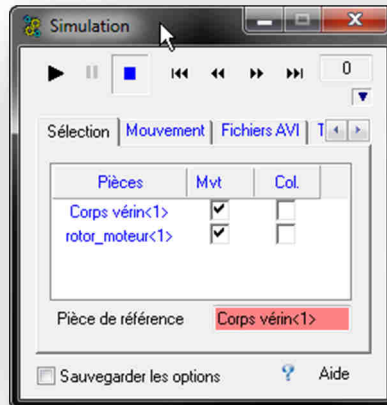 Simulation
0
Sélection Mouvement Fichiers AVI T
Pièces Mvt Col.
Corps vérin<1>
rotor_moteur<1>
Pièce de référence Corps vérin<1>
Sauvegarder les options ? Aide